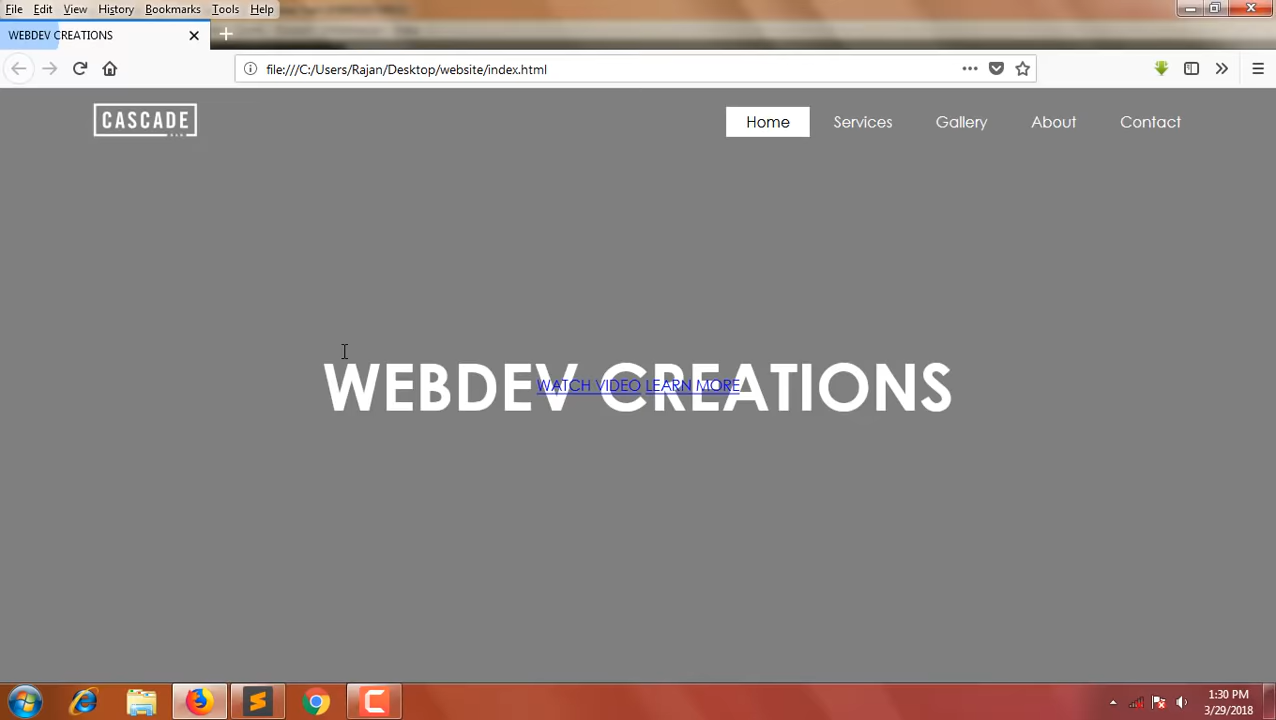 File Edit View History Bookmarks Tools Help
WEBDEV CREATIONS
file:///C:/Users/Rajan/Desktop/website/index.html
CASCADE
Home Services Gallery About Contact
WEBDEV CREATIONS
WATCH VIDEO LEARN MORE
1:30 PM
3/29/2018